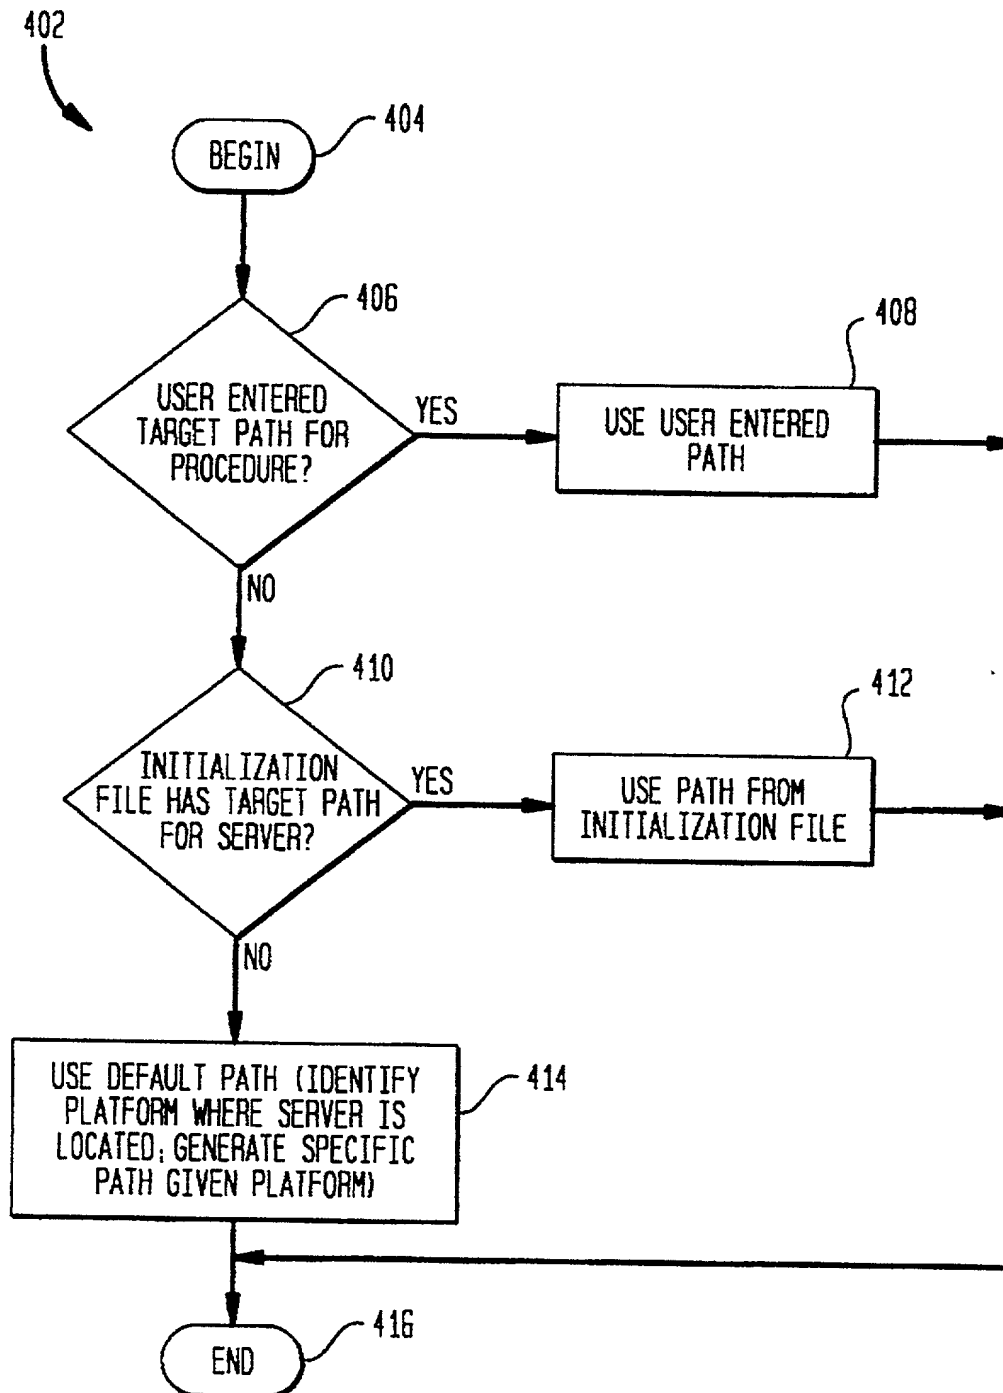 402
404
BEGIN
406
408
USER ENTERED
TARGET PATH FOR
PROCEDURE?
YES
USE USER ENTERED
PATH
NO
410
412
INITIALIZATION
FILE HAS TARGET PATH
FOR SERVER?
YES
USE PATH FROM
INITIALIZATION FILE
NO
USE DEFAULT PATH (IDENTIFY
PLATFORM WHERE SERVER IS
LOCATED; GENERATE SPECIFIC
PATH GIVEN PLATFORM)
414
416
END